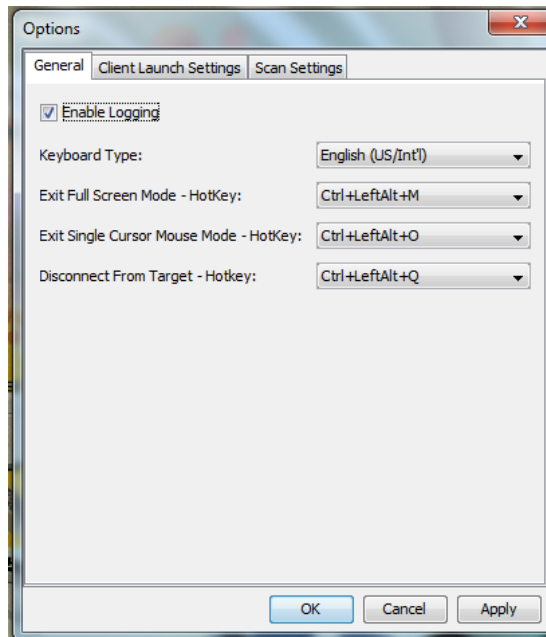 Options
General Client Launch Settings Scan Settings
Enable Logging
Keyboard Type: English (US/Int'l)
Exit Full Screen Mode - HotKey: Ctrl+LeftAlt+M
Exit Single Cursor Mouse Mode - HotKey: Ctrl+LeftAlt+O
Disconnect From Target - Hotkey: Ctrl+LeftAlt+Q
OK Cancel Apply